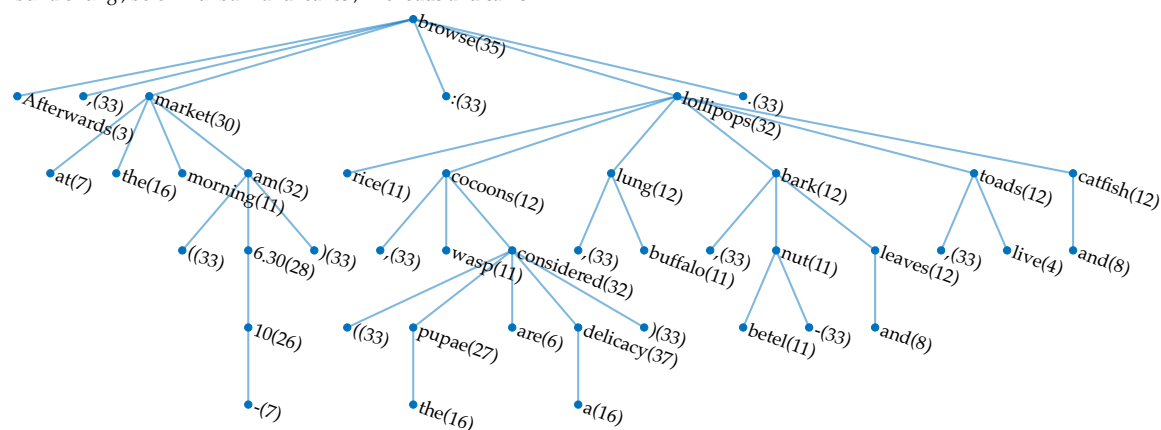 browse(35)
Afterwards(3) ,(33) market(30) :(33) lollipops(32) .(33)
at(7) the(16) morning(11) am(32) rice(11) cocoons(12) lung(12) bark(12) toads(12) catfish(12)
((33) 6.30(28) )(33) ,(33) wasp(11) considered(32) ,(33) buffalo(11) ,(33) nut(11) leaves(12) ,(33) live(4) and(8)
10(26) ((33) pupae(27) are(6) delicacy(37) )(33) betel(11) -(33) and(8)
-(7) the(16) a(16)